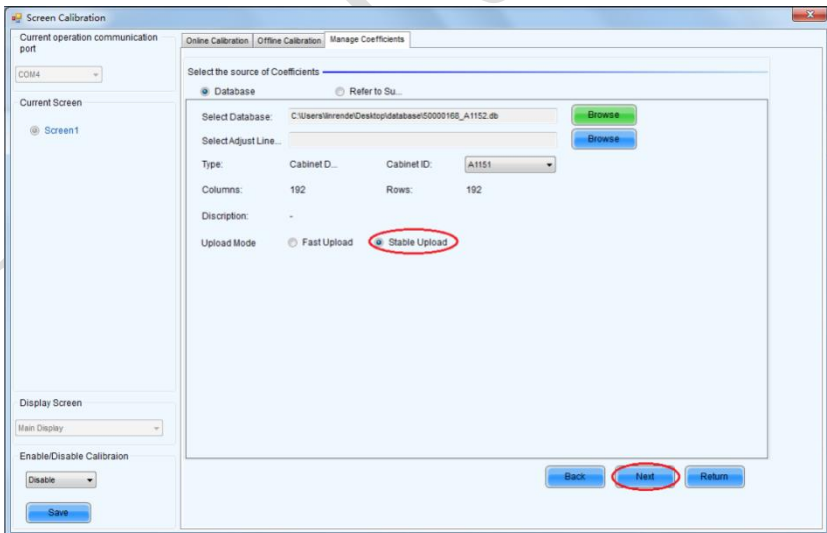 Screen Calibration
Current operation communication
port
COM4
Current Screen
Screen1
Display Screen
Main Display
Enable/Disable Calibraion
Disable
Save
Online Calibration Offline Calibration Manage Coefficients
Select the source of Coefficients
Database Refer to Su...
Select Database: C:\Users\linrende\Desktop\database\50000168_A1152.db Browse
Select Adjust Line... Browse
Type: Cabinet D... Cabinet ID: A1151
Columns: 192 Rows: 192
Discription: -
Upload Mode Fast Upload Stable Upload
Back Next Return